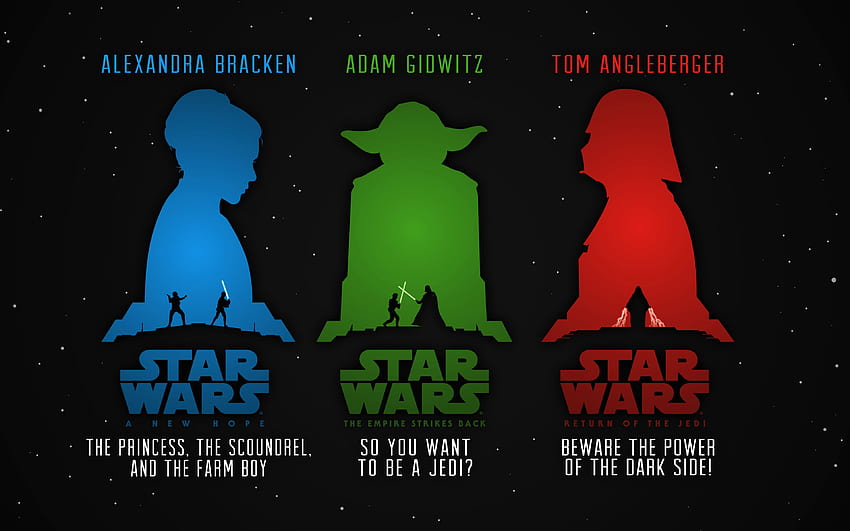 ALEXANDRA BRACKEN
STAR
WARS
A NEW HOPE
THE PRINCESS, THE SCOUNDREL,
AND THE FARM BOY
ADAM GIDWITZ
STAR
WARS
THE EMPIRE STRIKES BACK
SO YOU WANT
TO BE A JEDI?
TOM ANGLEBERGER
STAR
WARS
RETURN OF THE JEDI
BEWARE THE POWER
OF THE DARK SIDE!